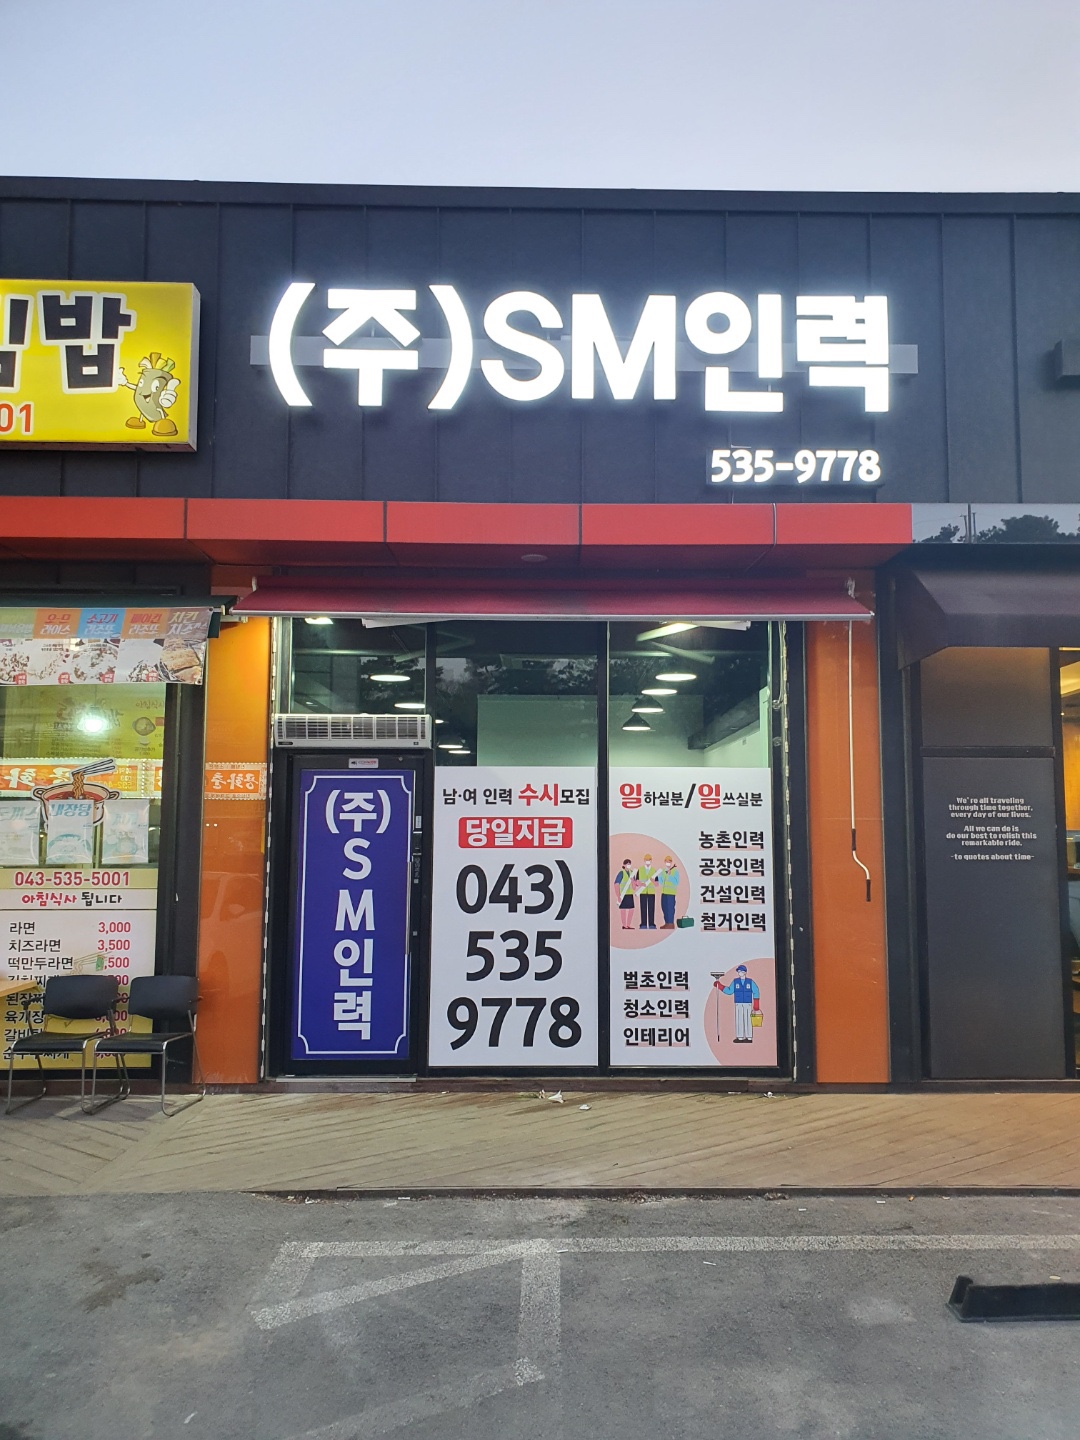 (주)SM인력
535-9778
김밥
01
043-535-5001
아침식사 됩니다
라면 3,000
치즈라면 3,500
떡만두라면
(주)SM인력
남·여 인력 수시모집
당일지급
043)
535
9778
일하실분/일쓰실분
농촌인력
공장인력
건설인력
철거인력
벌초인력
청소인력
인테리어
We're all traveling
through time together,
every day of our lives.
All we can do is
do our best to relish this
remarkable ride.
-to quotes about time-